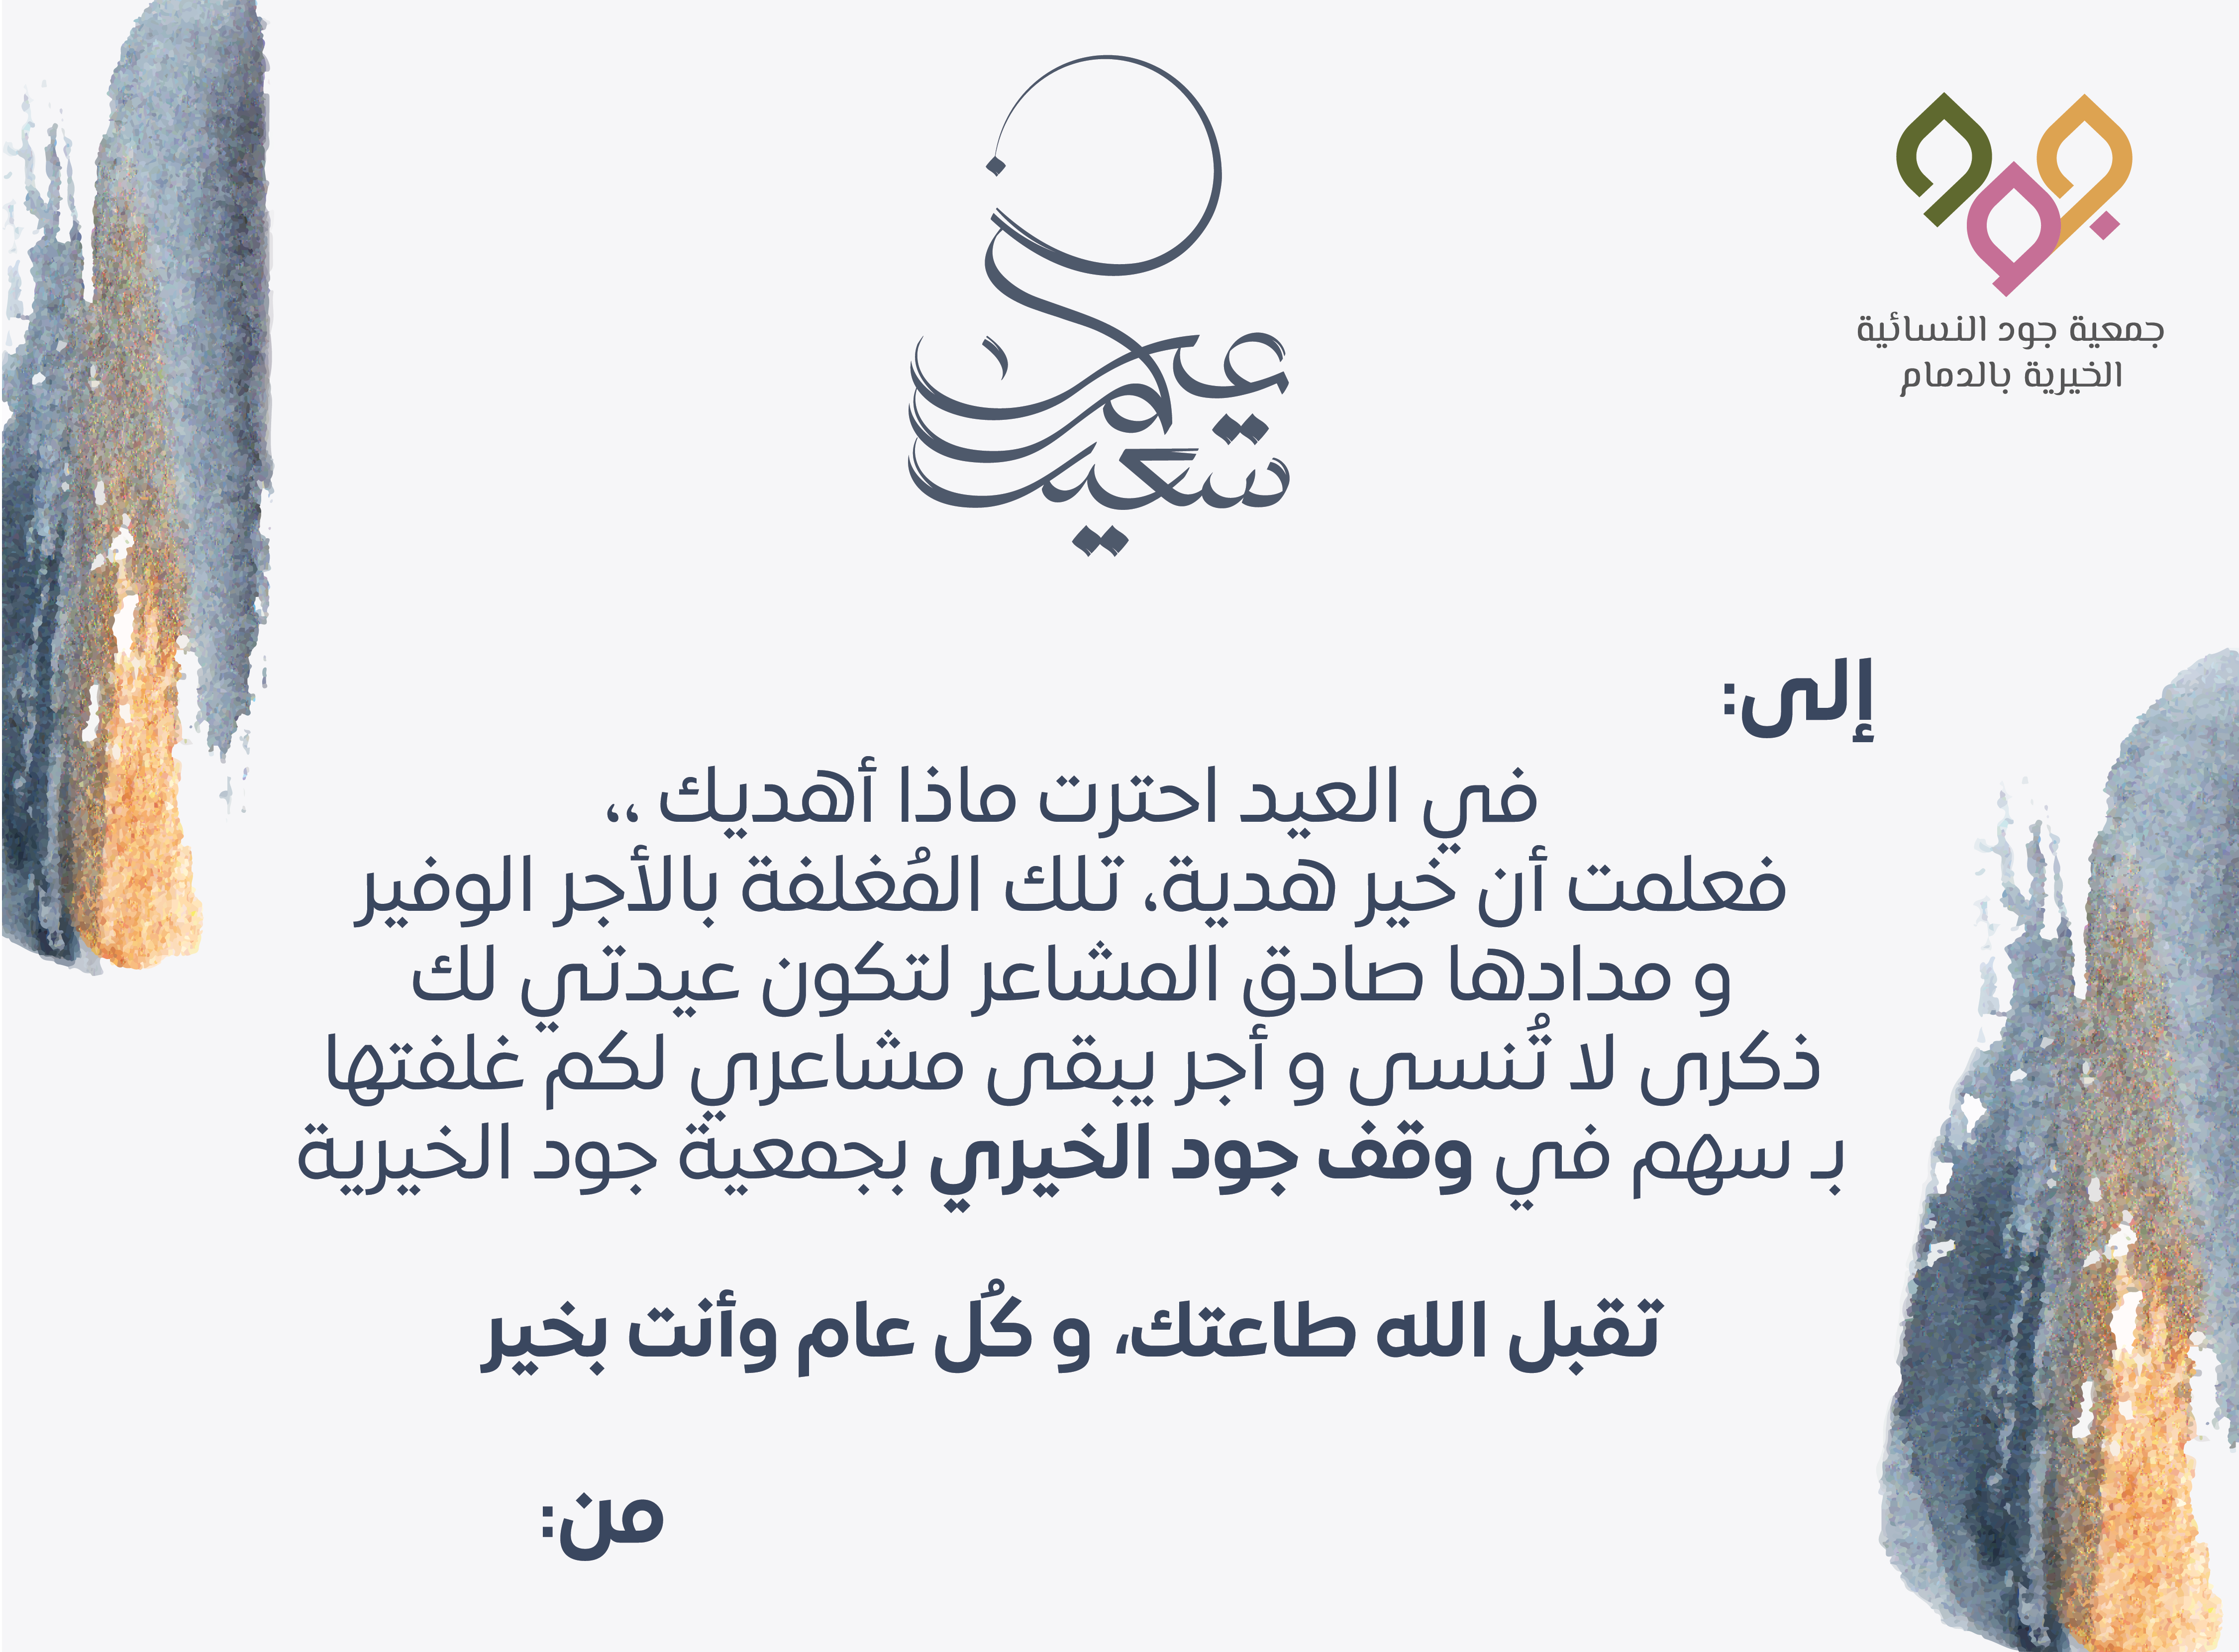 جمعية جود النسائية
الخيرية بالدمام
عيدكم سعيد
إلى:
في العيد احترت ماذا أهديك ،،
فعلمت أن خير هدية، تلك المُغلفة بالأجر الوفير
و مدادها صادق المشاعر لتكون عيدتي لك
ذكرى لا تُنسى و أجر يبقى مشاعري لكم غلفتها
بـ سهم في وقف جود الخيري بجمعية جود الخيرية
تقبل الله طاعتك، و كُل عام وأنت بخير
من: